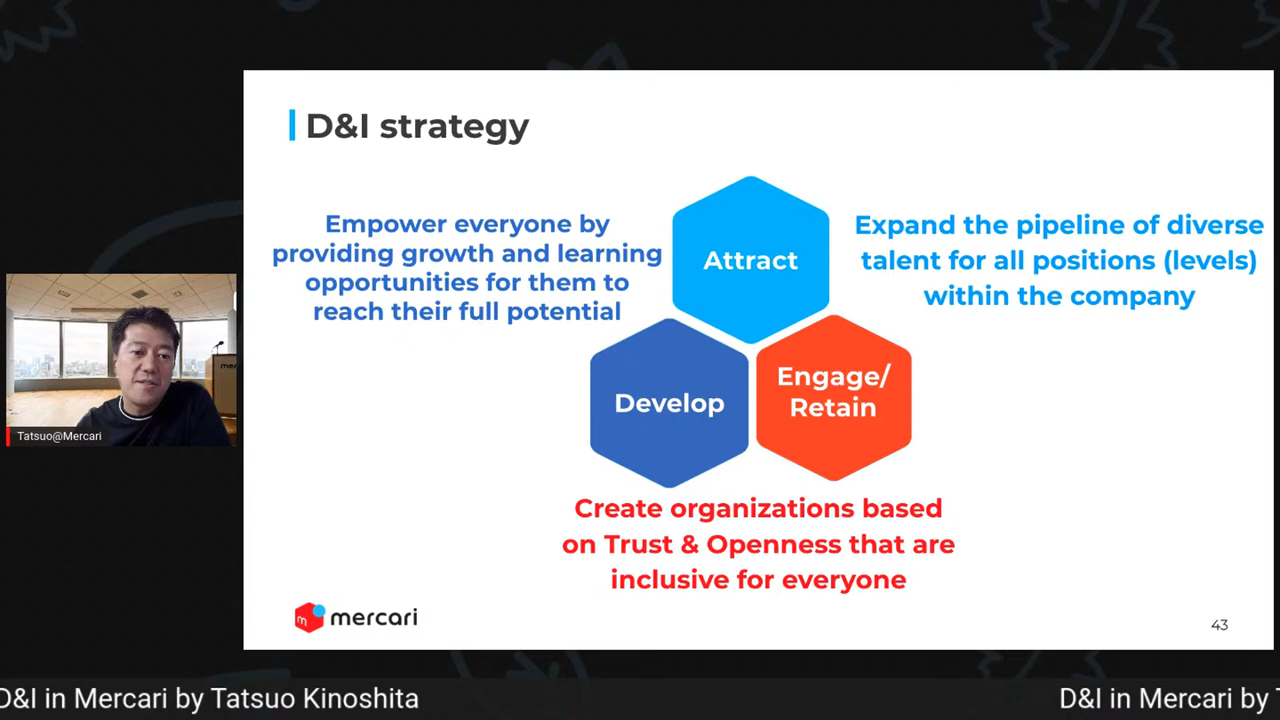 D&I strategy
Empower everyone by
providing growth and learning
opportunities for them to
reach their full potential
Attract
Expand the pipeline of diverse
talent for all positions (levels)
within the company
Develop
Engage/
Retain
Create organizations based
on Trust & Openness that are
inclusive for everyone
m mercari
43
mer
Tatsuo@Mercari
D&I in Mercari by Tatsuo Kinoshita
D&I in Mercari by